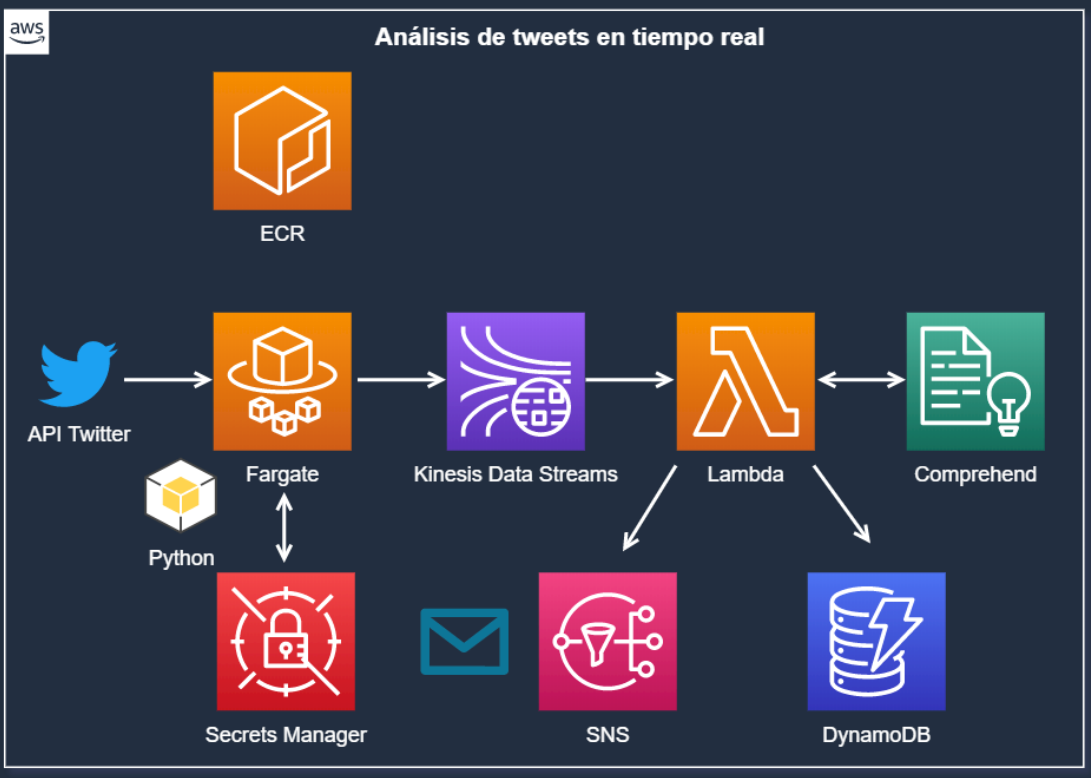 aws
Análisis de tweets en tiempo real
ECR
API Twitter
Fargate
Kinesis Data Streams
Lambda
Comprehend
Python
Secrets Manager
SNS
DynamoDB